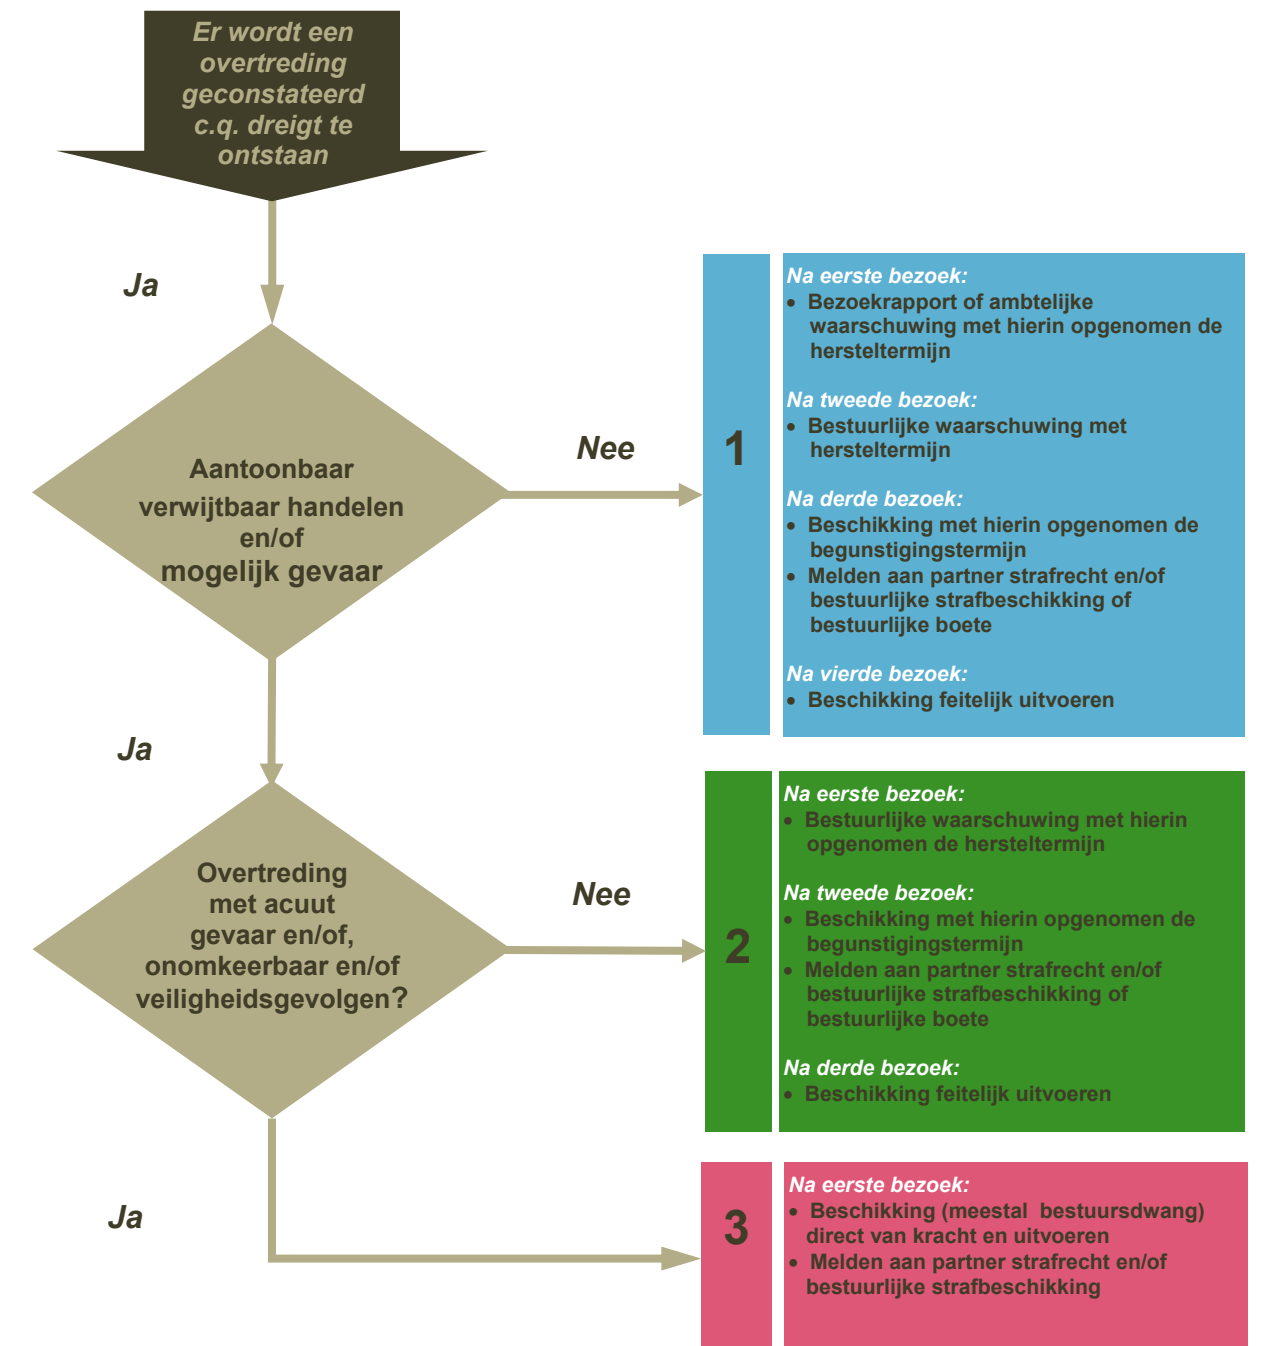 Er wordt een
overtreding
geconstateerd
c.q. dreigt te
ontstaan
Ja
Aantoonbaar
verwijtbaar handelen
en/of
mogelijk gevaar
Nee
1
Na eerste bezoek:
• Bezoekrapport of ambtelijke
waarschuwing met hierin opgenomen de
hersteltermijn
Na tweede bezoek:
• Bestuurlijke waarschuwing met
hersteltermijn
Na derde bezoek:
• Beschikking met hierin opgenomen de
begunstigingstermijn
• Melden aan partner strafrecht en/of
bestuurlijke strafbeschikking of
bestuurlijke boete
Na vierde bezoek:
• Beschikking feitelijk uitvoeren
Ja
Overtreding
met acuut
gevaar en/of,
onomkeerbaar en/of
veiligheidsgevolgen?
Nee
2
Na eerste bezoek:
• Bestuurlijke waarschuwing met hierin
opgenomen de hersteltermijn
Na tweede bezoek:
• Beschikking met hierin opgenomen de
begunstigingstermijn
• Melden aan partner strafrecht en/of
bestuurlijke strafbeschikking of
bestuurlijke boete
Na derde bezoek:
• Beschikking feitelijk uitvoeren
Ja
3
Na eerste bezoek:
• Beschikking (meestal bestuursdwang)
direct van kracht en uitvoeren
• Melden aan partner strafrecht en/of
bestuurlijke strafbeschikking